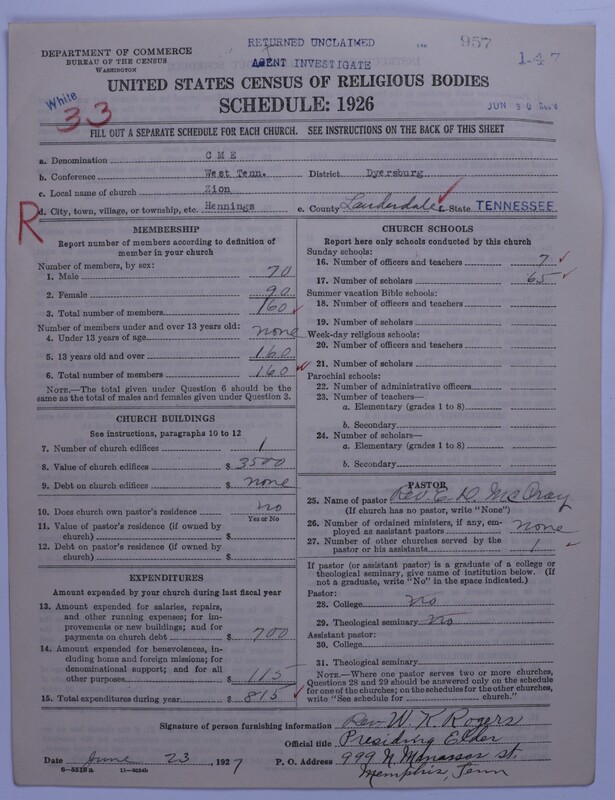 RETURNED UNCLAIMED
957
AGENT INVESTIGATE
1-47
DEPARTMENT OF COMMERCE
BUREAU OF THE CENSUS
WASHINGTON
UNITED STATES CENSUS OF RELIGIOUS BODIES
SCHEDULE: 1926
White
33
JUN 30
FILL OUT A SEPARATE SCHEDULE FOR EACH CHURCH. SEE INSTRUCTIONS ON THE BACK OF THIS SHEET
a. Denomination C M E
b. Conference West Tenn. District Dyersburg
c. Local name of church Zion
R
d. City, town, village, or township, etc. Hennings e. County Lauderdale State TENNESSEE
MEMBERSHIP
Report number of members according to definition of
member in your church
Number of members, by sex:
1. Male 70
2. Female 90
3. Total number of members 160
Number of members under and over 13 years old:
4. Under 13 years of age none
5. 13 years old and over 160
6. Total number of members 160
NOTE.—The total given under Question 6 should be
same as the total of males and females given under Question 3.
CHURCH BUILDINGS
See instructions, paragraphs 10 to 12
7. Number of church edifices 1
8. Value of church edifices $ 3500
9. Debt on church edifices $ none
10. Does church own pastor's residence no
Yes or No
11. Value of pastor's residence (if owned by
church) $
12. Debt on pastor's residence (if owned by
church) $
EXPENDITURES
Amount expended by your church during last fiscal year
13. Amount expended for salaries, repairs,
and other running expenses; for im-
provements or new buildings; and for
payments on church debt $ 700
14. Amount expended for benevolences, in-
cluding home and foreign missions; for
denominational support; and for all
other purposes $ 115
15. Total expenditures during year $ 815
CHURCH SCHOOLS
Report here only schools conducted by this church
Sunday schools:
16. Number of officers and teachers 7
17. Number of scholars 65
Summer vacation Bible schools:
18. Number of officers and teachers
19. Number of scholars
Week-day religious schools:
20. Number of officers and teachers
21. Number of scholars
Parochial schools:
22. Number of administrative officers
23. Number of teachers—
a. Elementary (grades 1 to 8)
b. Secondary
24. Number of scholars—
a. Elementary (grades 1 to 8)
b. Secondary
PASTOR
25. Name of pastor Rev. E. D. McCray
(If church has no pastor, write "None")
26. Number of ordained ministers, if any, em-
ployed as assistant pastors none
27. Number of other churches served by the
pastor or his assistants 1
If pastor (or assistant pastor) is a graduate of a college or
theological seminary, give name of institution below. (If
not a graduate, write "No" in the space indicated.)
Pastor:
28. College no
29. Theological seminary no
Assistant pastor:
30. College
31. Theological seminary
NOTE.—Where one pastor serves two or more churches,
Questions 28 and 29 should be answered only on the schedule
for one of the churches; on the schedules for the other churches,
write "See schedule for church."
Signature of person furnishing information Rev. W. K. Rogers
Official title Presiding Elder
Date June 23, 1927 P. O. Address 999 N. Manassas st.
Memphis, Tenn